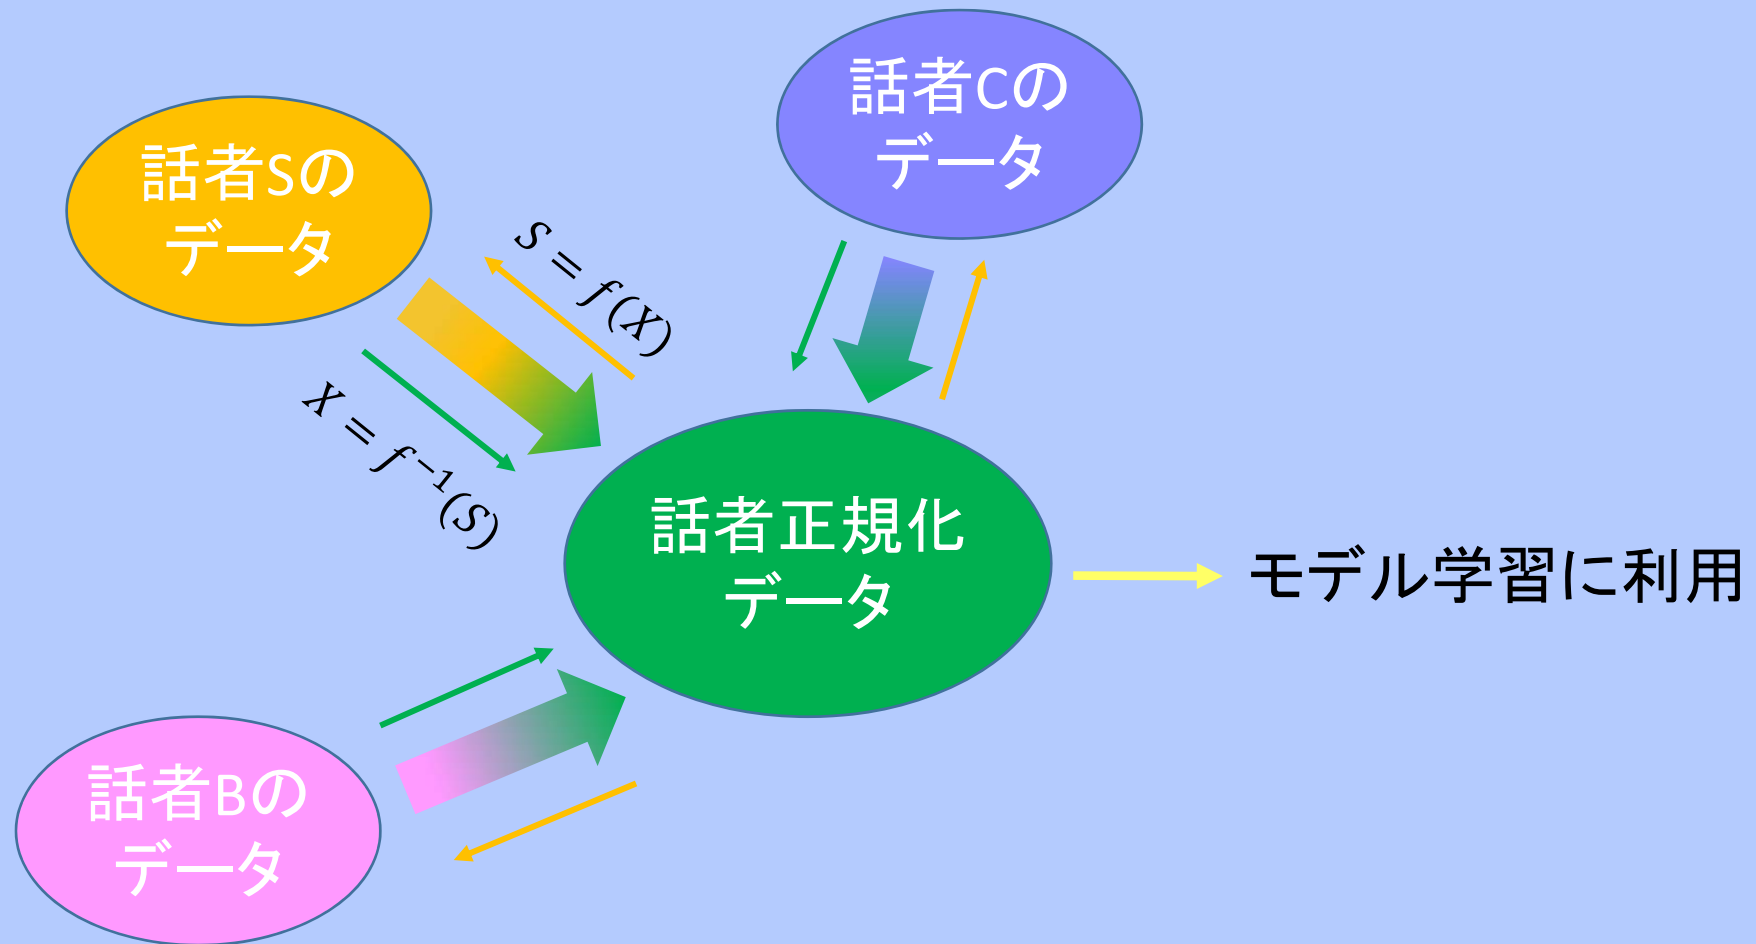 話者Cの
データ
話者Sの
データ
S = f(X)
X = f⁻¹(S)
話者正規化
データ
モデル学習に利用
話者Bの
データ